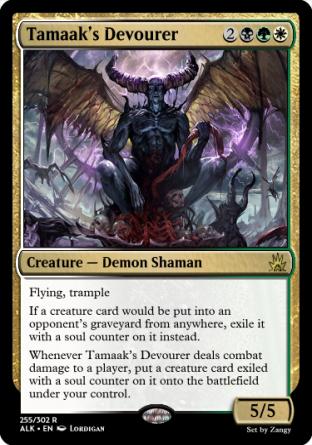 Tamaak's Devourer 2
Creature — Demon Shaman
Flying, trample
If a creature card would be put into an
opponent's graveyard from anywhere, exile it
with a soul counter on it instead.
Whenever Tamaak's Devourer deals combat
damage to a player, put a creature card exiled
with a soul counter on it onto the battlefield
under your control.
5/5
255/302 R
ALK • EN Lordigan
Set by Zangy